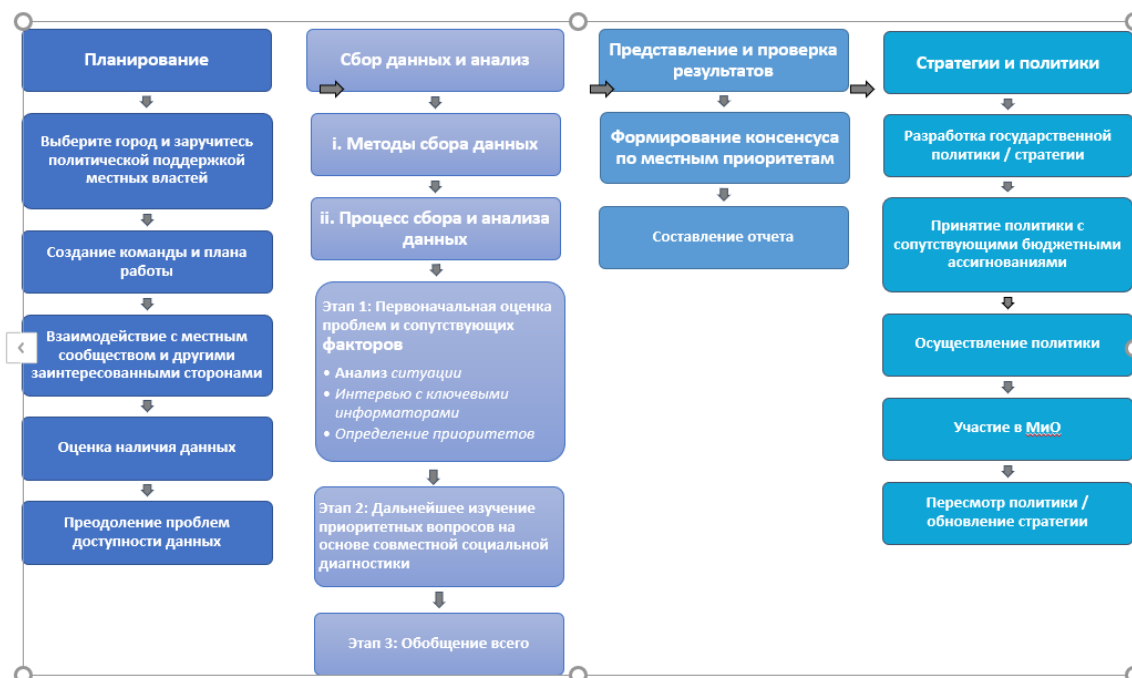 Планирование
Выберите город и заручитесь
политической поддержкой
местных властей
Создание команды и плана
работы
Взаимодействие с местным
сообществом и другими
заинтересованными сторонами
Оценка наличия данных
Преодоление проблем
доступности данных
Сбор данных и анализ
i. Методы сбора данных
ii. Процесс сбора и анализа
данных
Этап 1: Первоначальная оценка
проблем и сопутствующих
факторов
• Анализ ситуации
• Интервью с ключевыми
информаторами
• Определение приоритетов
Этап 2: Дальнейшее изучение
приоритетных вопросов на
основе совместной социальной
диагностики
Этап 3: Обобщение всего
Представление и проверка
результатов
Формирование консенсуса
по местным приоритетам
Составление отчета
Стратегии и политики
Разработка государственной
политики / стратегии
Принятие политики с
сопутствующими бюджетными
ассигнованиями
Осуществление политики
Участие в МиО
Пересмотр политики /
обновление стратегии